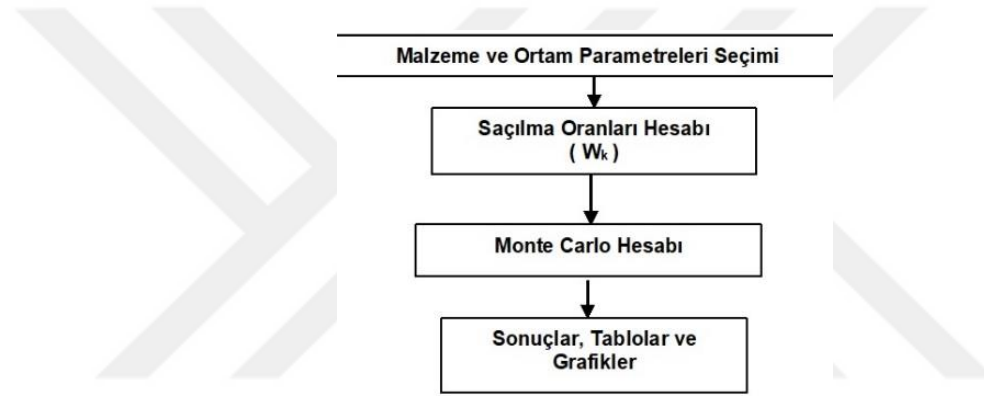 Malzeme ve Ortam Parametreleri Seçimi
Saçılma Oranları Hesabı
( Wₖ )
Monte Carlo Hesabı
Sonuçlar, Tablolar ve
Grafikler